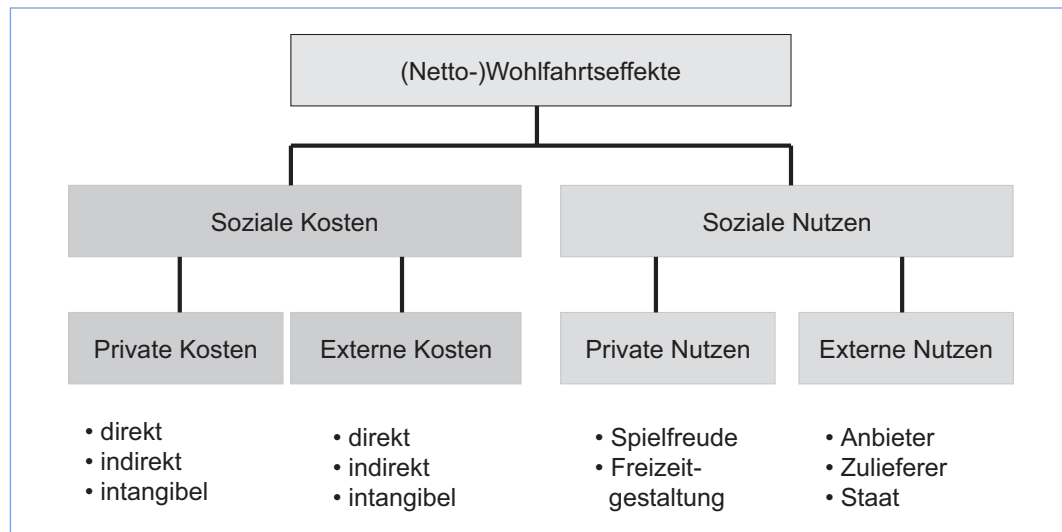 (Netto-)Wohlfahrtseffekte
Soziale Kosten
Soziale Nutzen
Private Kosten
Externe Kosten
Private Nutzen
Externe Nutzen
• direkt
• indirekt
• intangibel
• direkt
• indirekt
• intangibel
• Spielfreude
• Freizeit-
gestaltung
• Anbieter
• Zulieferer
• Staat